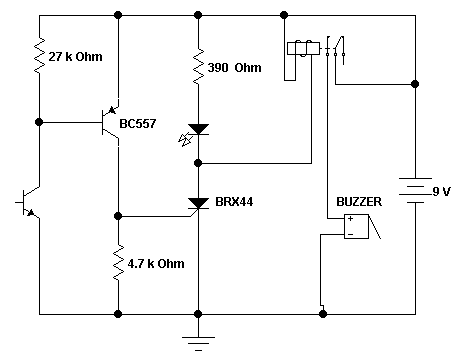 27 k Ohm
390 Ohm
BC557
BRX44
BUZZER
9 V
+
−
4.7 k Ohm